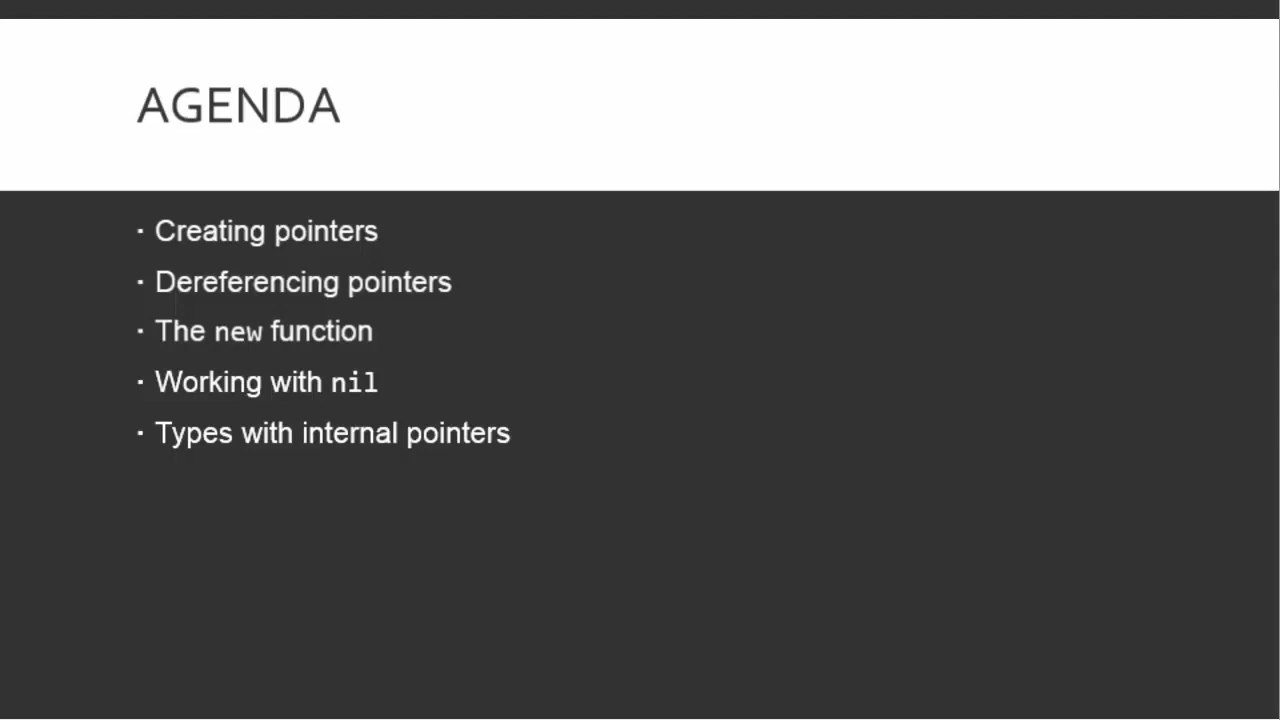 AGENDA
· Creating pointers
· Dereferencing pointers
· The new function
· Working with nil
· Types with internal pointers